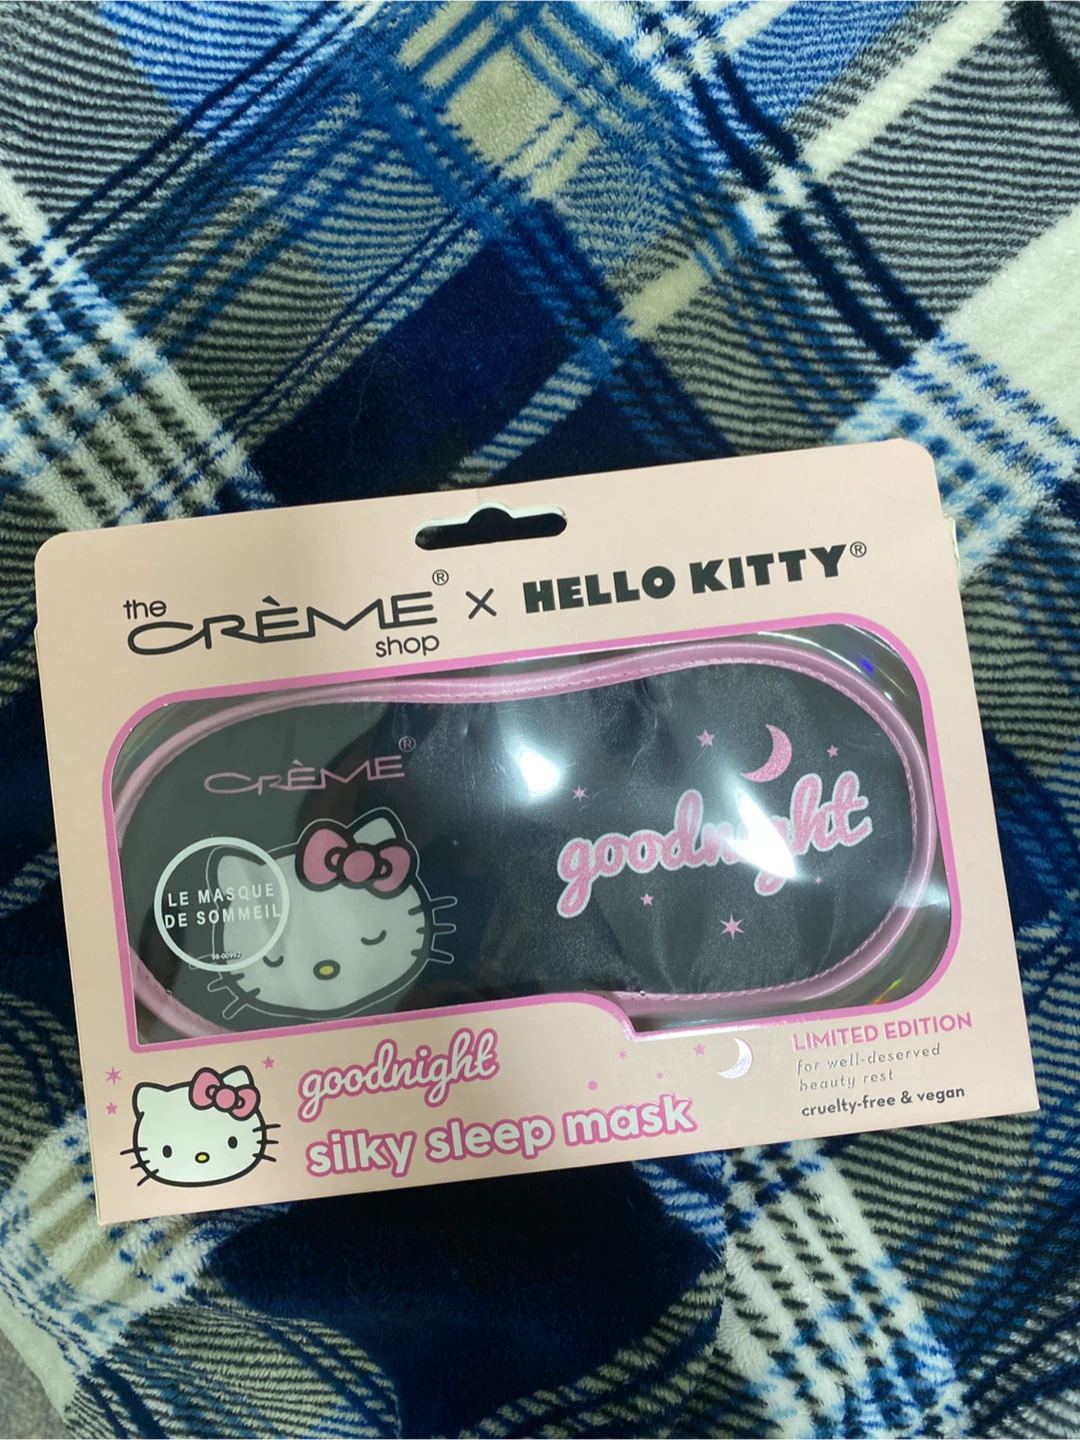 the CRÈME® shop × HELLO KITTY®
CRÈME®
LE MASQUE
DE SOMMEIL
goodnight
goodnight
silky sleep mask
LIMITED EDITION
for well-deserved
beauty rest
cruelty-free & vegan